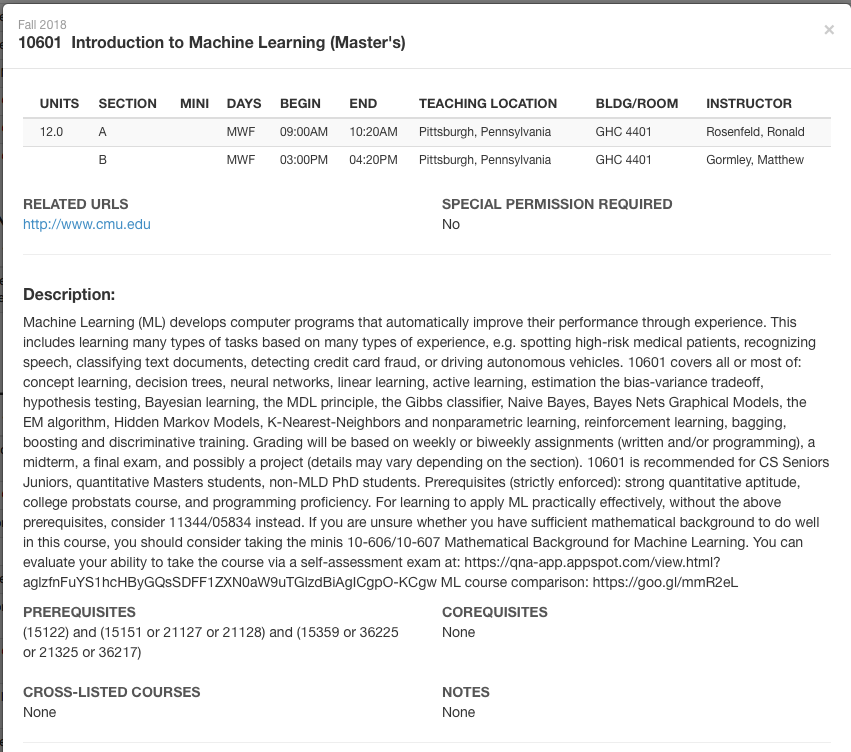 Fall 2018
10601 Introduction to Machine Learning (Master's)
×
UNITS SECTION MINI DAYS BEGIN END TEACHING LOCATION BLDG/ROOM INSTRUCTOR
12.0 A MWF 09:00AM 10:20AM Pittsburgh, Pennsylvania GHC 4401 Rosenfeld, Ronald
B MWF 03:00PM 04:20PM Pittsburgh, Pennsylvania GHC 4401 Gormley, Matthew
RELATED URLS SPECIAL PERMISSION REQUIRED
http://www.cmu.edu No
Description:
Machine Learning (ML) develops computer programs that automatically improve their performance through experience. This
includes learning many types of tasks based on many types of experience, e.g. spotting high-risk medical patients, recognizing
speech, classifying text documents, detecting credit card fraud, or driving autonomous vehicles. 10601 covers all or most of:
concept learning, decision trees, neural networks, linear learning, active learning, estimation the bias-variance tradeoff,
hypothesis testing, Bayesian learning, the MDL principle, the Gibbs classifier, Naive Bayes, Bayes Nets Graphical Models, the
EM algorithm, Hidden Markov Models, K-Nearest-Neighbors and nonparametric learning, reinforcement learning, bagging,
boosting and discriminative training. Grading will be based on weekly or biweekly assignments (written and/or programming), a
midterm, a final exam, and possibly a project (details may vary depending on the section). 10601 is recommended for CS Seniors
Juniors, quantitative Masters students, non-MLD PhD students. Prerequisites (strictly enforced): strong quantitative aptitude,
college probstats course, and programming proficiency. For learning to apply ML practically effectively, without the above
prerequisites, consider 11344/05834 instead. If you are unsure whether you have sufficient mathematical background to do well
in this course, you should consider taking the minis 10-606/10-607 Mathematical Background for Machine Learning. You can
evaluate your ability to take the course via a self-assessment exam at: https://qna-app.appspot.com/view.html?
aglzfnFuYS1hcHByGQsSDFF1ZXN0aW9uTGlzdBiAgICgpO-KCgw ML course comparison: https://goo.gl/mmR2eL
PREREQUISITES COREQUISITES
(15122) and (15151 or 21127 or 21128) and (15359 or 36225 None
or 21325 or 36217)
CROSS-LISTED COURSES NOTES
None None